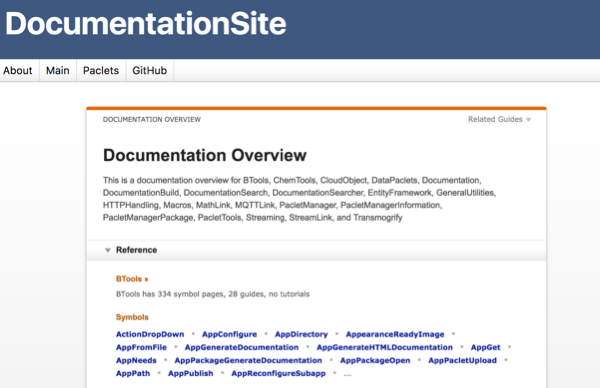 DocumentationSite
About Main Paclets GitHub
DOCUMENTATION OVERVIEW Related Guides
Documentation Overview
This is a documentation overview for BTools, ChemTools, CloudObject, DataPaclets, Documentation,
DocumentationBuild, DocumentationSearch, DocumentationSearcher, EntityFramework, GeneralUtilities,
HTTPHandling, Macros, MathLink, MQTTLink, PacletManager, PacletManagerInformation,
PacletManagerPackage, PacletTools, Streaming, StreamLink, and Transmogrify
Reference
BTools »
BTools has 334 symbol pages, 28 guides, no tutorials
Symbols
ActionDropDown ▪ AppConfigure ▪ AppDirectory ▪ AppearanceReadyImage ▪
AppFromFile ▪ AppGenerateDocumentation ▪ AppGenerateHTMLDocumentation ▪ AppGet ▪
AppNeeds ▪ AppPackageGenerateDocumentation ▪ AppPackageOpen ▪ AppPacletUpload ▪
AppPath ▪ AppPublish ▪ AppReconfigureSubapp ▪ ...